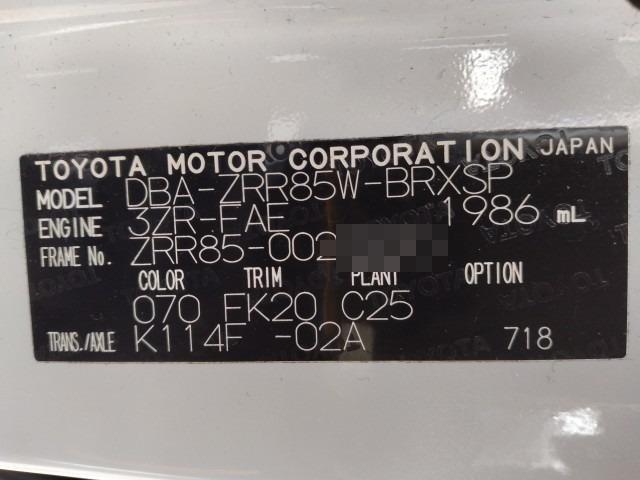 TOYOTA MOTOR CORPORATION JAPAN
MODEL DBA-ZRR85W-BRXSP
ENGINE 3ZR-FAE 1986 mL
FRAME No. ZRR85-002
COLOR TRIM PLANT OPTION
070 FK20 C25
TRANS./AXLE K114F -02A 718